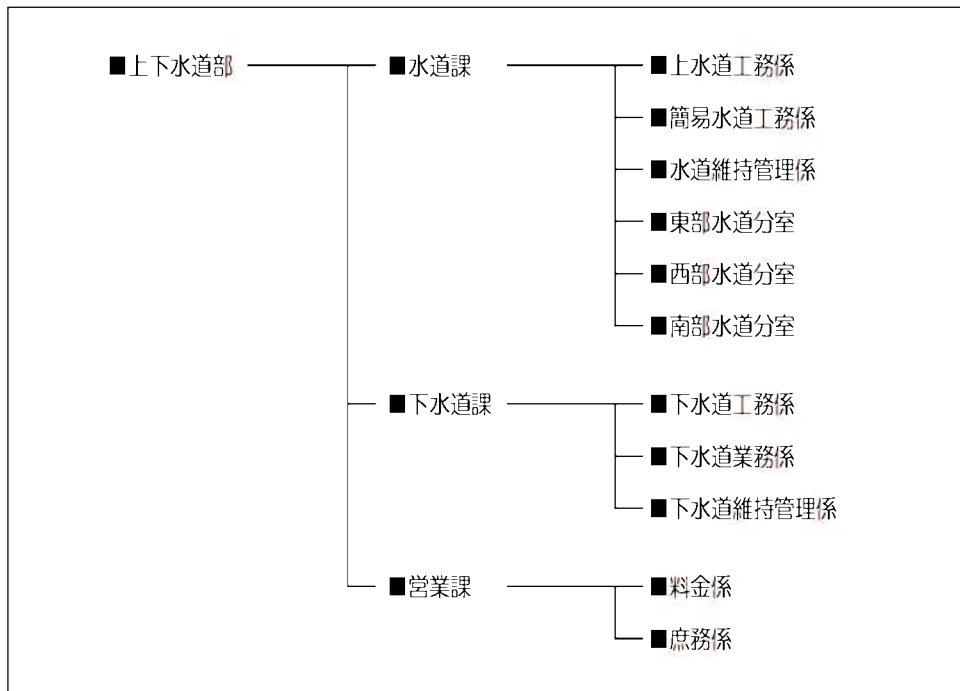 ■上下水道部 ■水道課 ■上水道工務係
■簡易水道工務係
■水道維持管理係
■東部水道分室
■西部水道分室
■南部水道分室
■下水道課 ■下水道工務係
■下水道業務係
■下水道維持管理係
■営業課 ■料金係
■庶務係